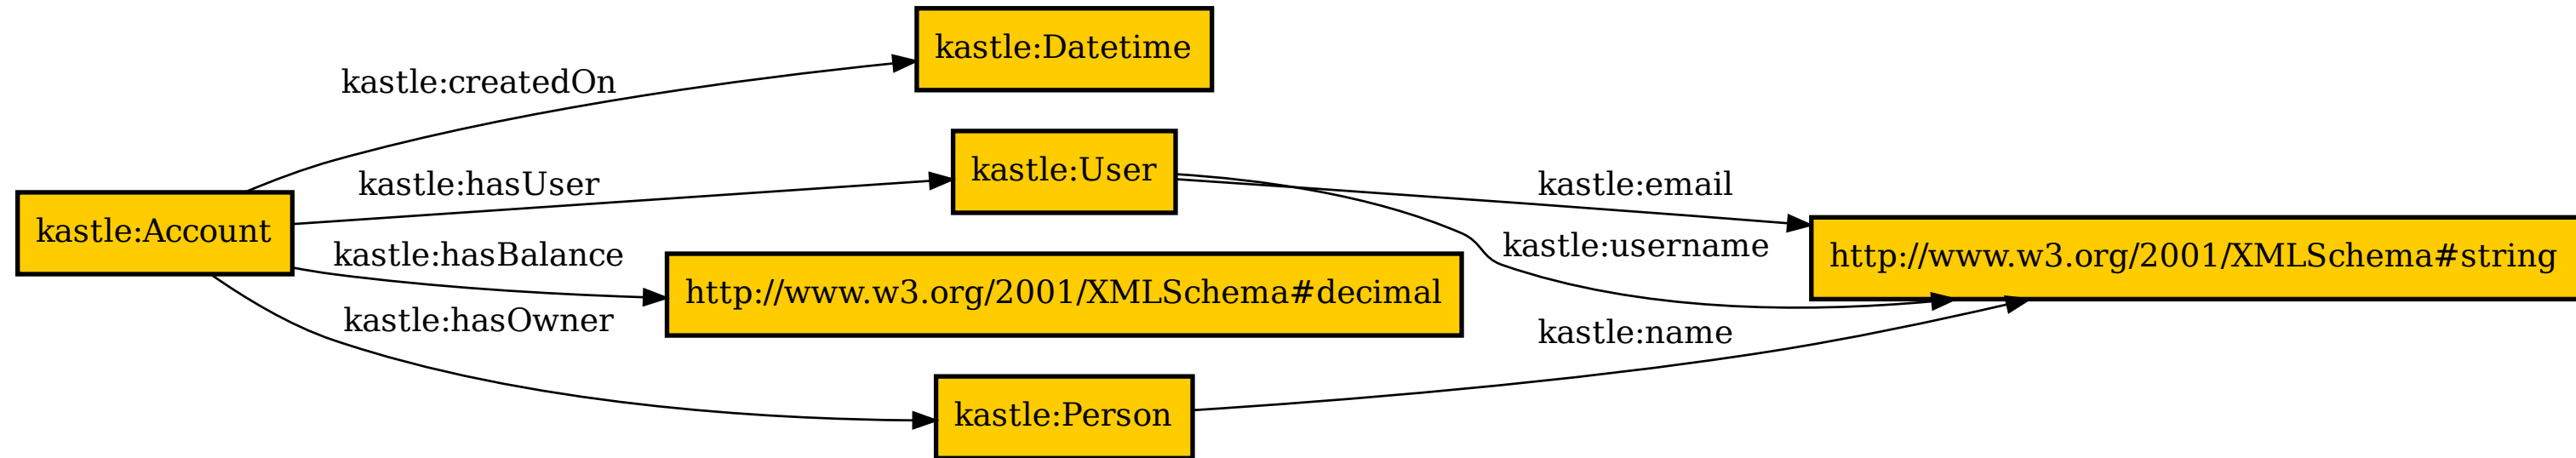 kastle:Datetime
kastle:createdOn
kastle:User
kastle:hasUser
kastle:email
kastle:Account
kastle:username
kastle:hasBalance
http://www.w3.org/2001/XMLSchema#string
http://www.w3.org/2001/XMLSchema#decimal
kastle:hasOwner
kastle:name
kastle:Person